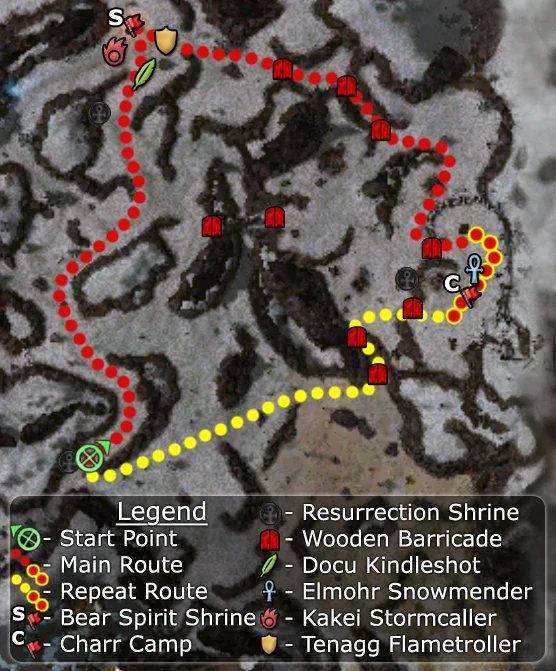 S
C
Legend
- Start Point
- Main Route
- Repeat Route
S - Bear Spirit Shrine
C - Charr Camp
- Resurrection Shrine
- Wooden Barricade
- Docu Kindleshot
- Elmohr Snowmender
- Kakei Stormcaller
- Tenagg Flametroller